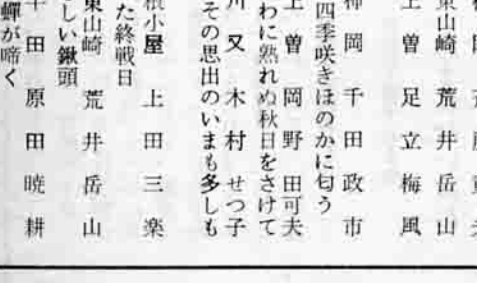 東山崎 荒井岳山
上曽 足立梅風
柿岡 千田政市
四季咲きほのかに匂う
上曽 岡野田可夫
わに熟れぬ秋日をさけて
川又 木村せつ子
その思出のいまも多しも
根小屋 上田三楽
た終戦日
東山崎 荒井岳山
しい鍬頭
田 原田暁耕
蟬が啼く